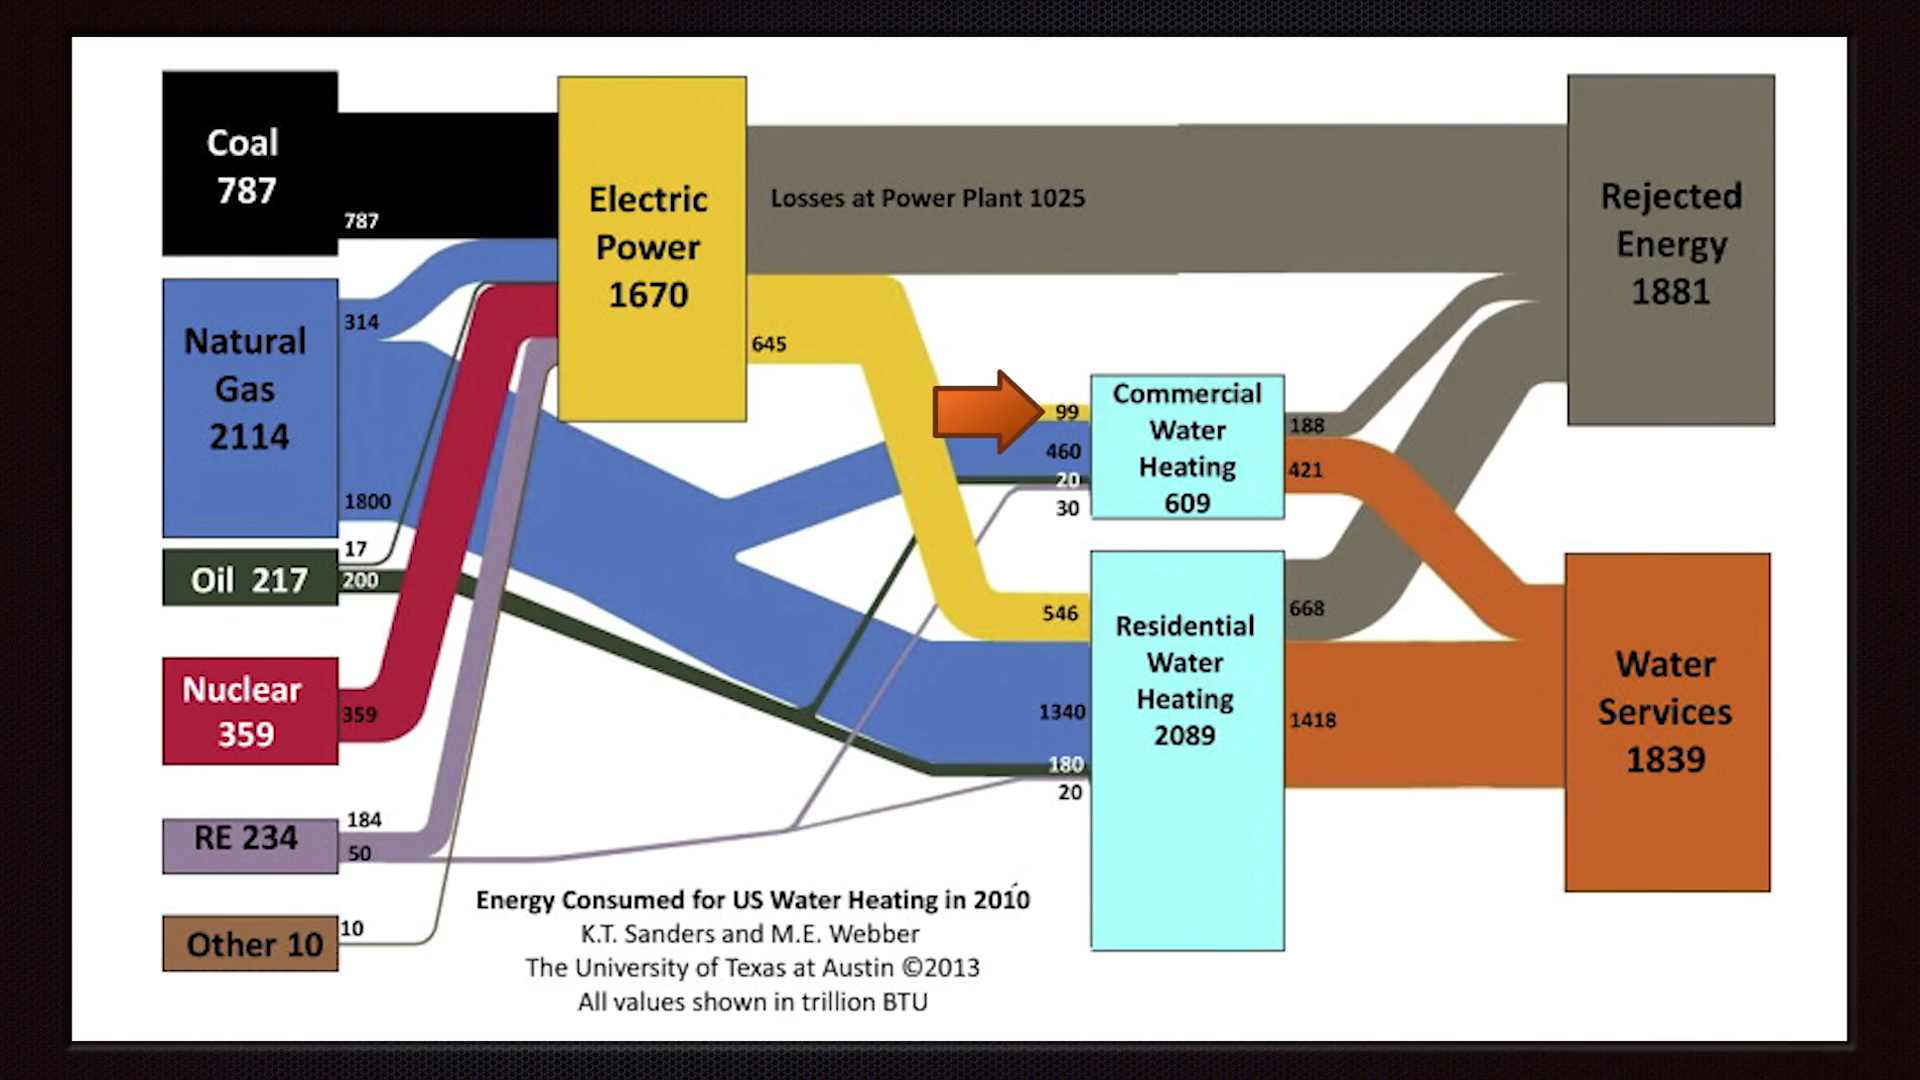 Coal
787
787
Natural
Gas
2114
314
1800
Oil 217
17
200
Nuclear
359
359
RE 234
184
50
Other 10
10
Electric
Power
1670
Losses at Power Plant 1025
645
99
460
20
30
Commercial
Water
Heating
609
188
421
546
1340
180
20
Residential
Water
Heating
2089
668
1418
Rejected
Energy
1881
Water
Services
1839
Energy Consumed for US Water Heating in 2010
K.T. Sanders and M.E. Webber
The University of Texas at Austin ©2013
All values shown in trillion BTU